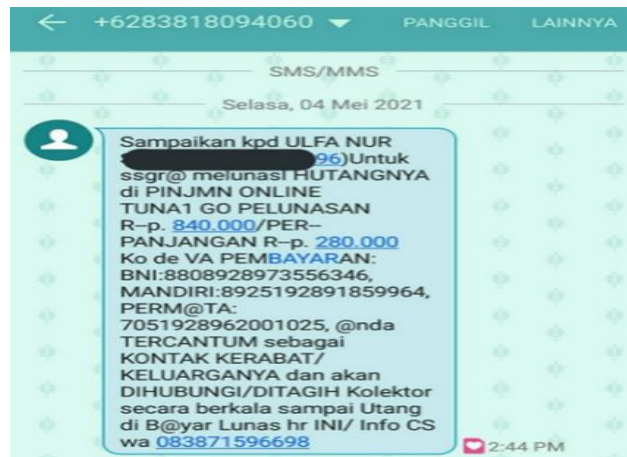 +6283818094060 PANGGIL LAINNYA
SMS/MMS
Selasa, 04 Mei 2021
Sampaikan kpd ULFA NUR
96)Untuk
ssgr@ melunasI HUTANGNYA
di PINJMN ONLINE
TUNA1 GO PELUNASAN
R–p. 840.000/PER–
PANJANGAN R–p. 280.000
Ko de VA PEMBAYARAN:
BNI:8808928973556346,
MANDIRI:8925192891859964,
PERM@TA:
7051928962001025, @nda
TERCANTUM sebagai
KONTAK KERABAT/
KELUARGANYA dan akan
DIHUBUNGI/DITAGIH Kolektor
secara berkala sampai Utang
di B@yar Lunas hr INI/ Info CS
wa 083871596698
2:44 PM